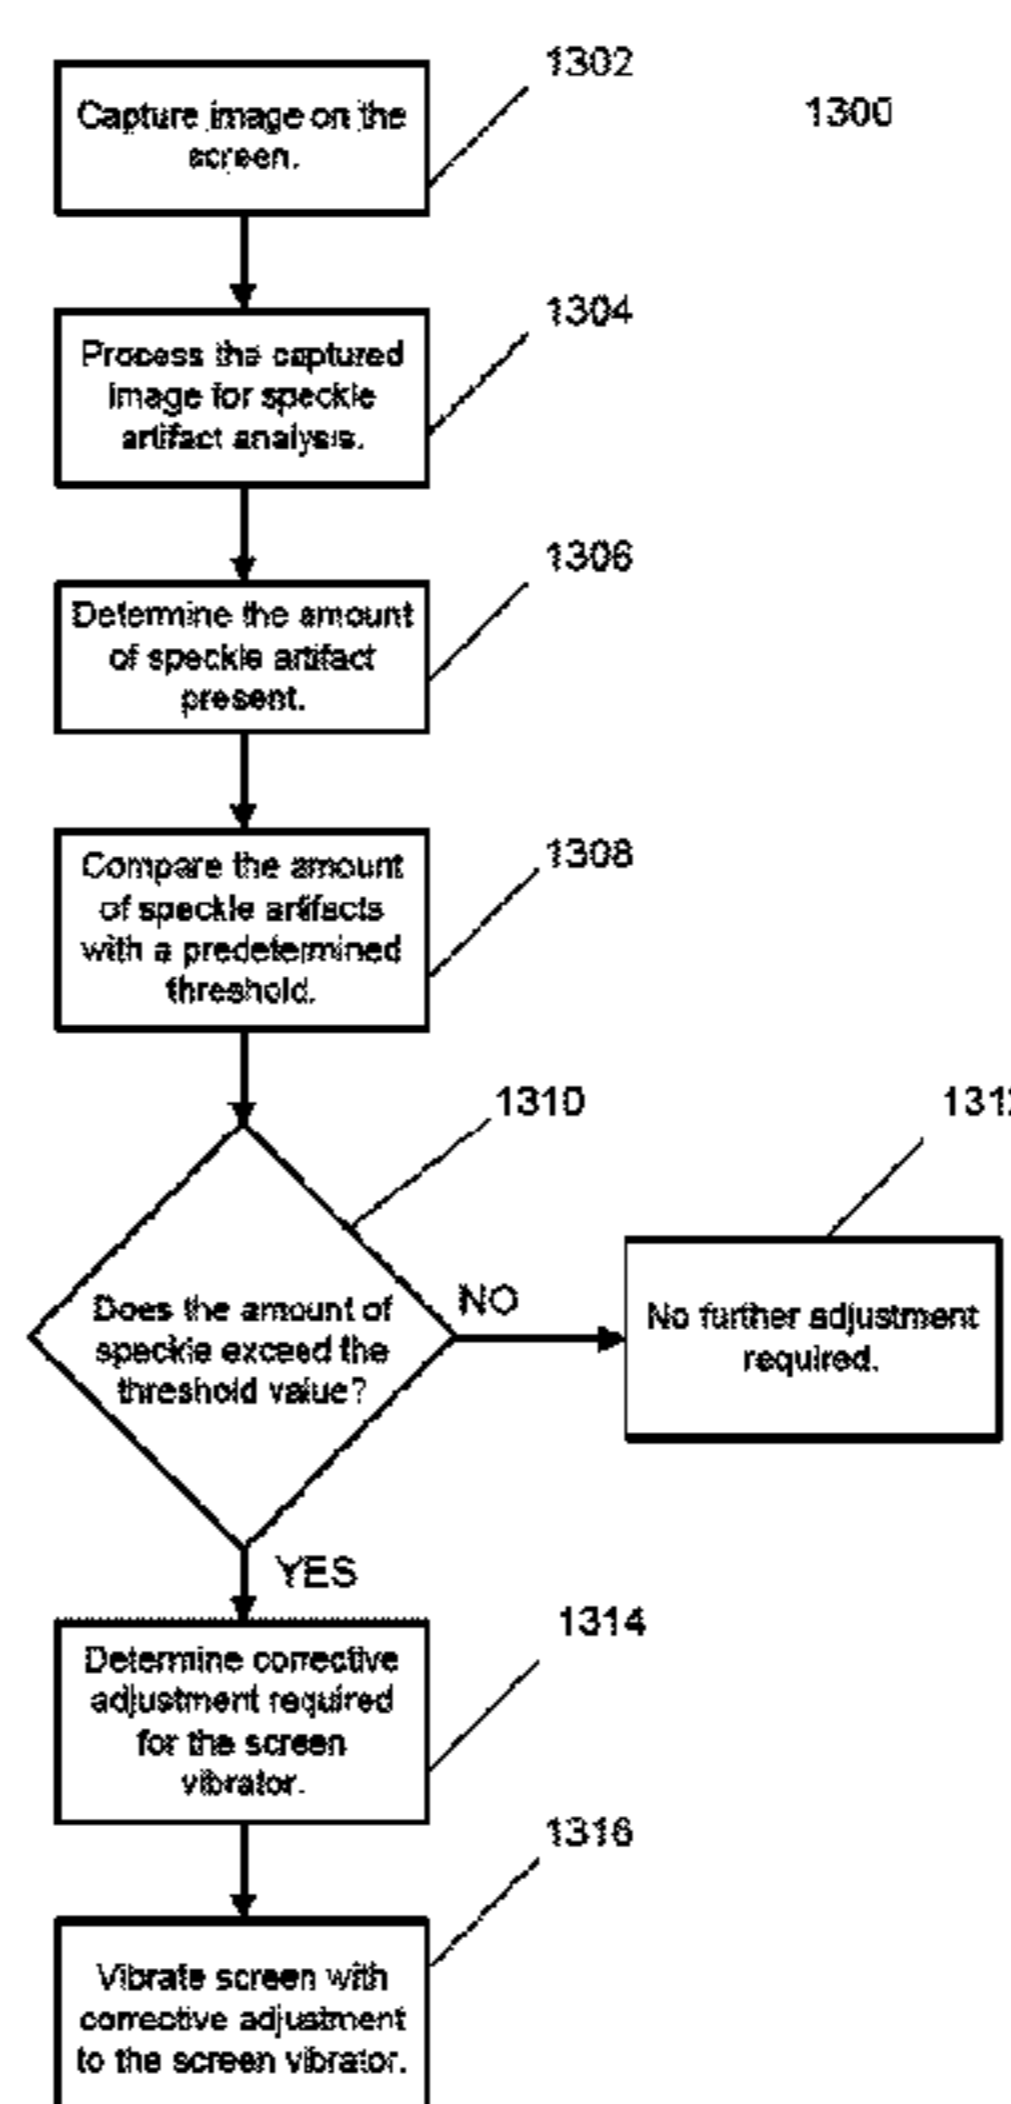 1302
1300
Capture image on the
screen.
1304
Process the captured
image for speckle
artifact analysis.
1306
Determine the amount
of speckle artifact
present.
1308
Compare the amount
of speckle artifacts
with a predetermined
threshold.
1310
Does the amount of
speckle exceed the
threshold value?
NO
No further adjustment
required.
YES
1314
Determine corrective
adjustment required
for the screen
vibrator.
1316
Vibrate screen with
corrective adjustment
to the screen vibrator.